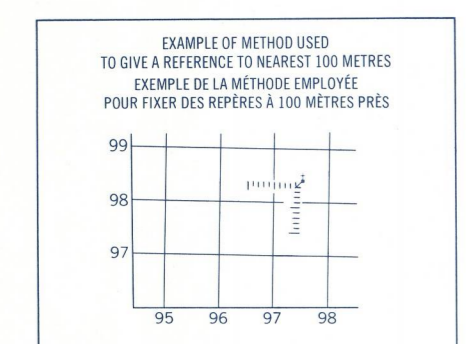 EXAMPLE OF METHOD USED
TO GIVE A REFERENCE TO NEAREST 100 METRES
EXEMPLE DE LA MÉTHODE EMPLOYÉE
POUR FIXER DES REPÈRES À 100 MÈTRES PRÈS
99
98
97
95 96 97 98